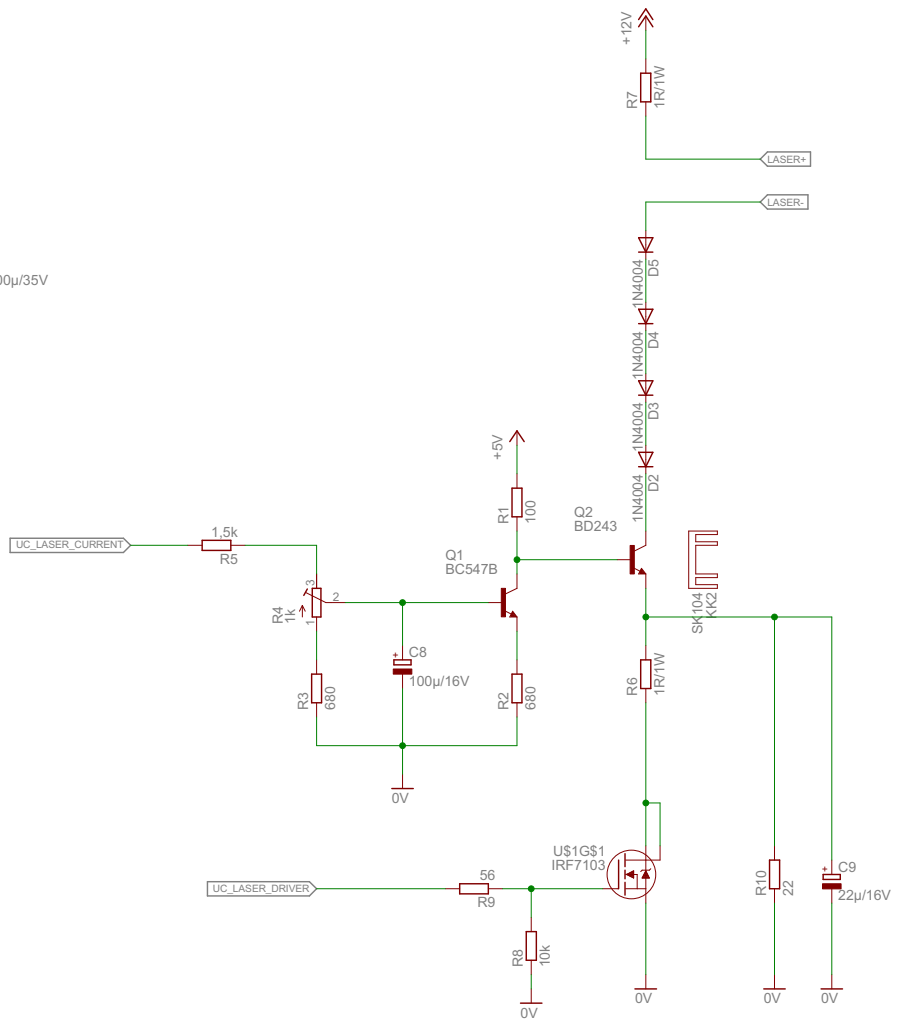 +12V
R7
1R/1W
LASER+
LASER-
00µ/35V
1N4004
D5
1N4004
D4
1N4004
D3
1N4004
D2
+5V
R1
100
Q2
BD243
UC_LASER_CURRENT
1,5k
R5
Q1
BC547B
SK104
KK2
3
2
1
R4
1k
+
C8
100µ/16V
R3
680
R2
680
R6
1R/1W
0V
U$1G$1
IRF7103
UC_LASER_DRIVER
56
R9
R8
10k
R10
22
+
C9
22µ/16V
0V
0V
0V
0V